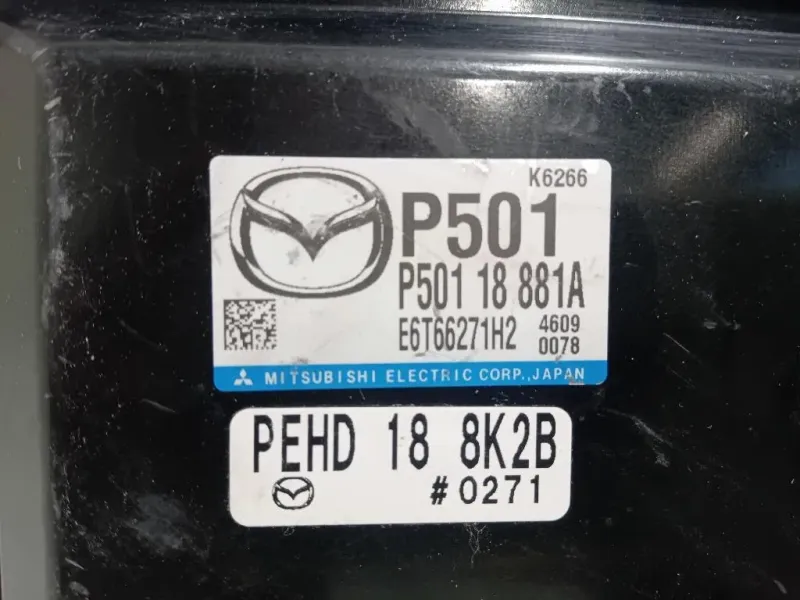 K6266
P501
P501 18 881A
E6T66271H2 4609
0078
MITSUBISHI ELECTRIC CORP., JAPAN
PEHD 18 8K2B
#0271